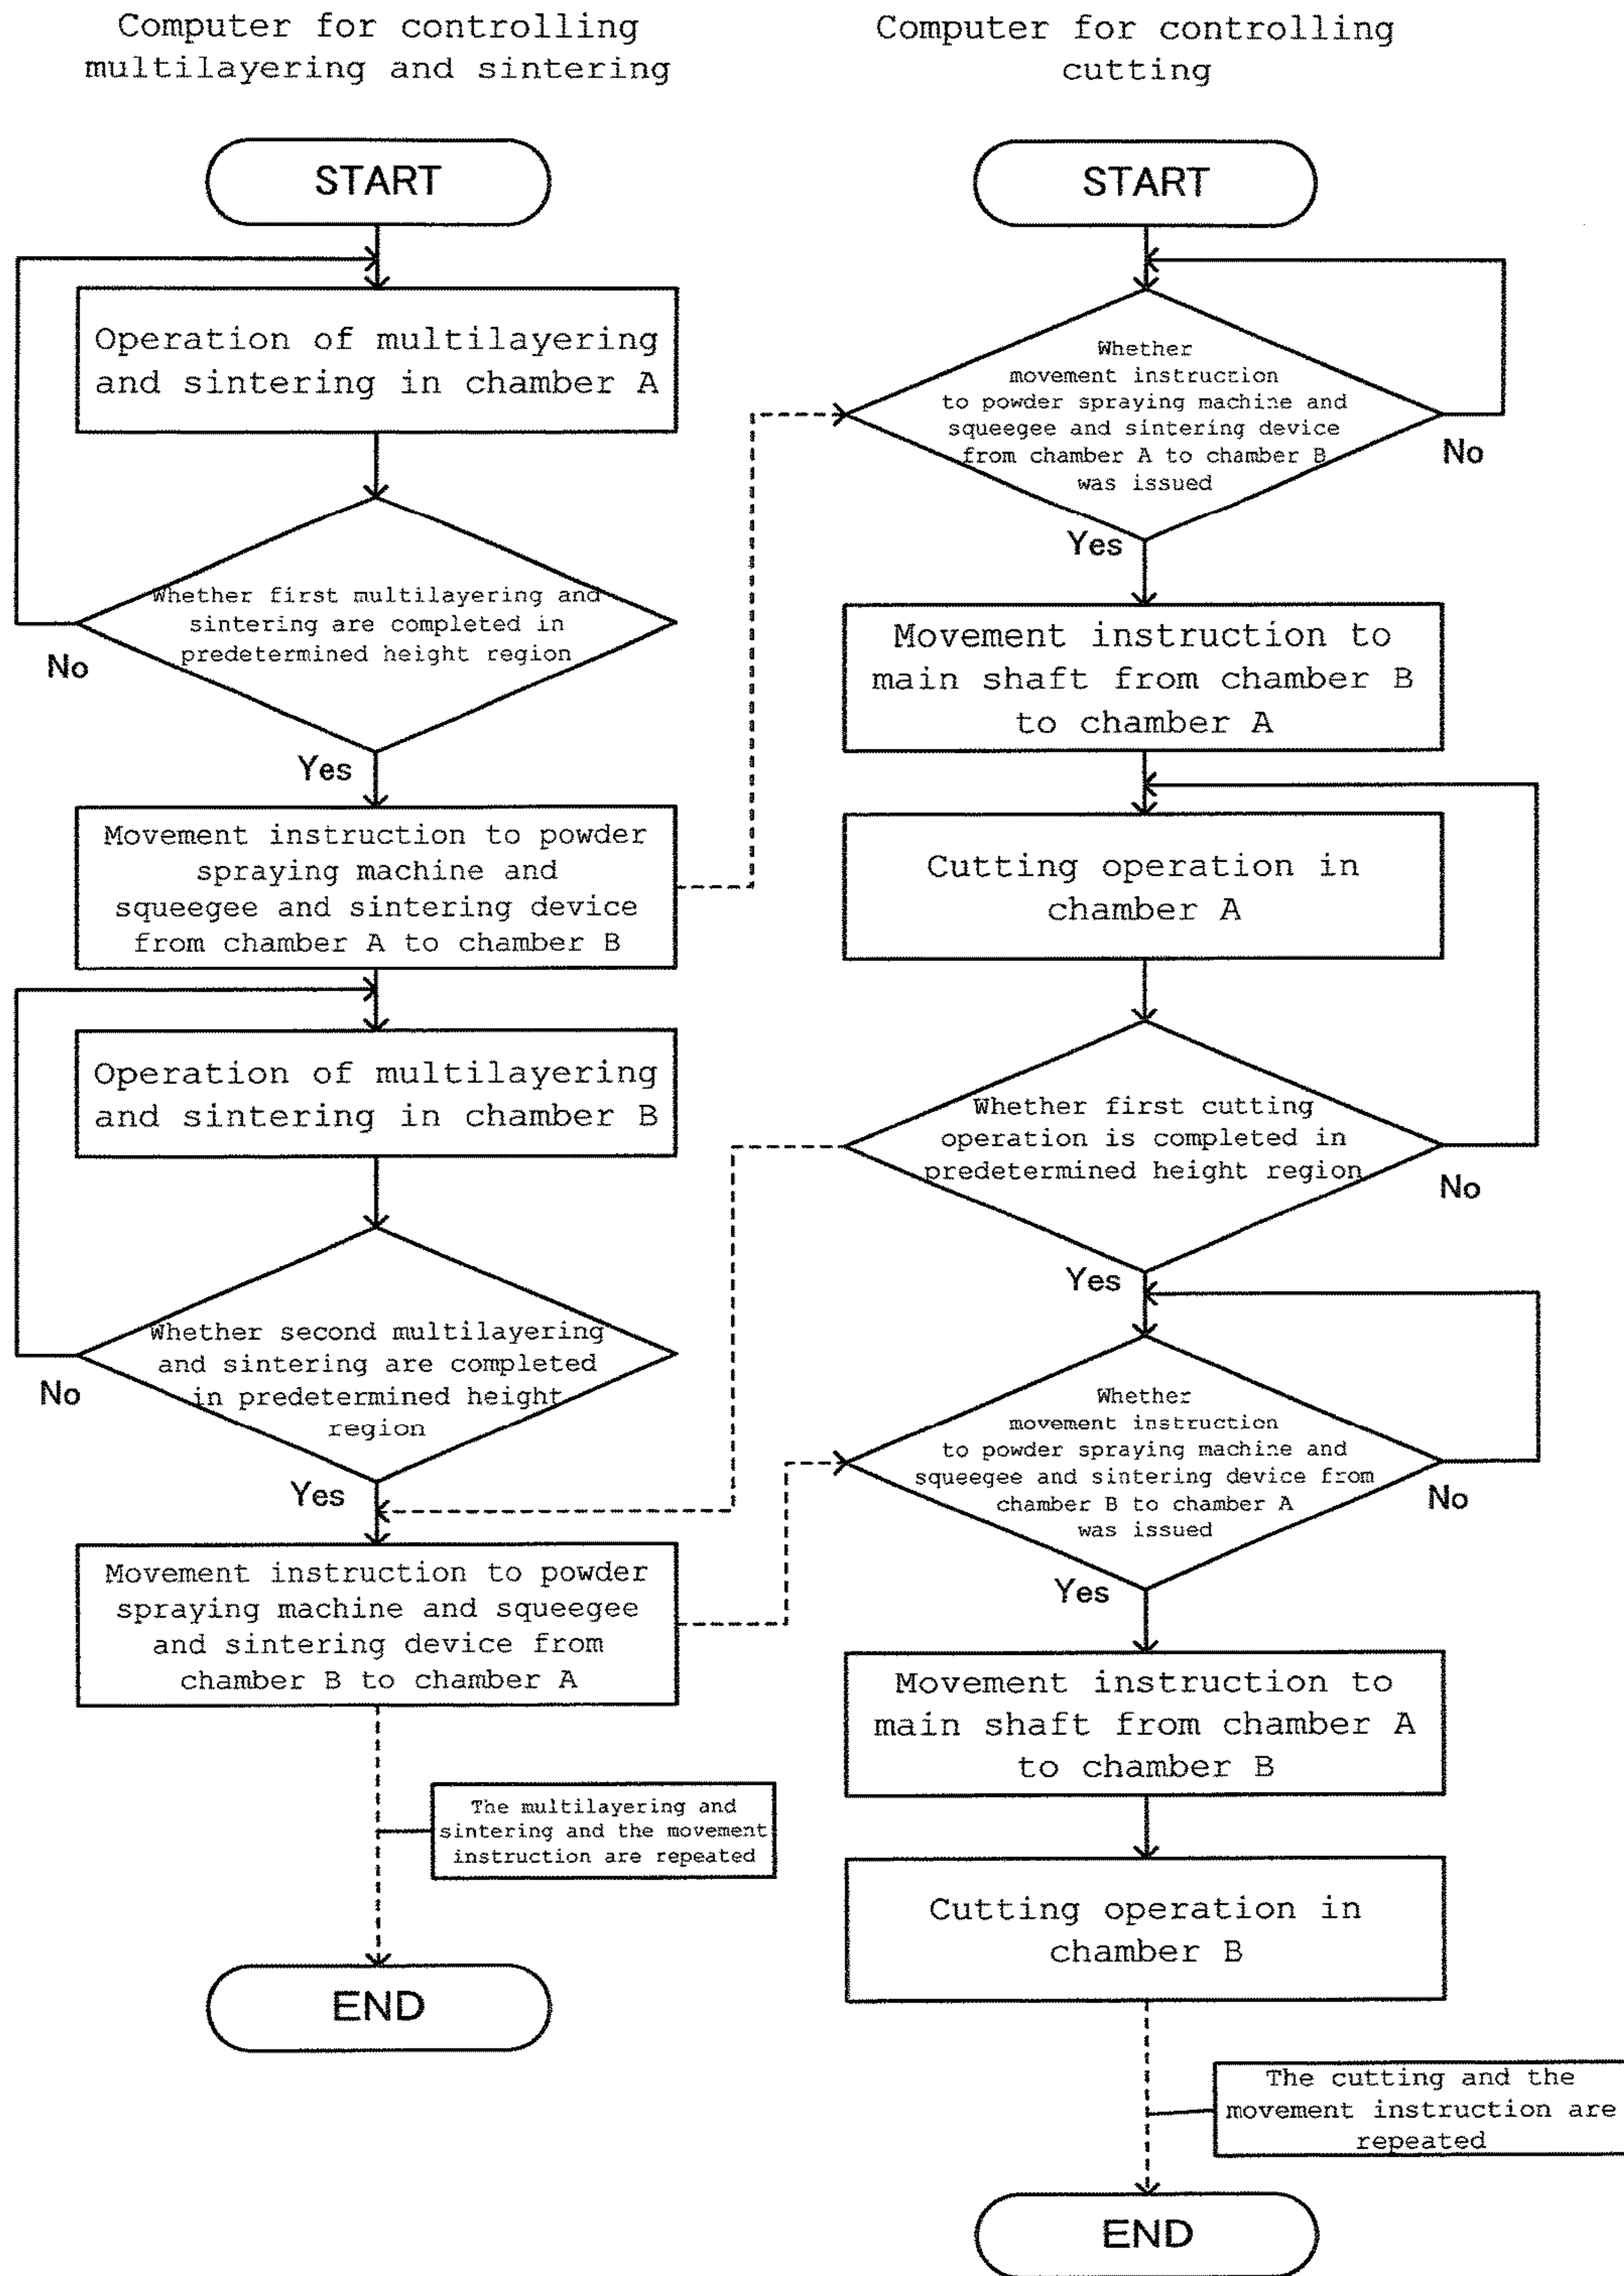 Computer for controlling
multilayering and sintering
START
Operation of multilayering
and sintering in chamber A
Whether first multilayering and
sintering are completed in
predetermined height region
No
Yes
Movement instruction to powder
spraying machine and
squeegee and sintering device
from chamber A to chamber B
Operation of multilayering
and sintering in chamber B
Whether second multilayering
and sintering are completed
in predetermined height
region
No
Yes
Movement instruction to powder
spraying machine and squeegee
and sintering device from
chamber B to chamber A
The multilayering and
sintering and the movement
instruction are repeated
END
Computer for controlling
cutting
START
Whether
movement instruction
to powder spraying machine and
squeegee and sintering device
from chamber A to chamber B
was issued
No
Yes
Movement instruction to
main shaft from chamber B
to chamber A
Cutting operation in
chamber A
Whether first cutting
operation is completed in
predetermined height region
No
Yes
Whether
movement instruction
to powder spraying machine and
squeegee and sintering device from
chamber B to chamber A
was issued
No
Yes
Movement instruction to
main shaft from chamber A
to chamber B
Cutting operation in
chamber B
The cutting and the
movement instruction are
repeated
END